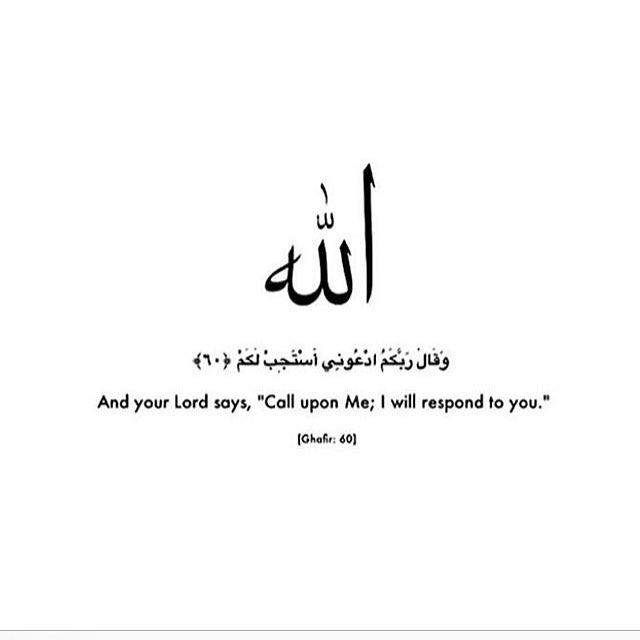 الله
وَقَالَ رَبُّكُمُ ادْعُونِي أَسْتَجِبْ لَكُمْ ﴿٦٠﴾
And your Lord says, "Call upon Me; I will respond to you."
[Ghafir: 60]